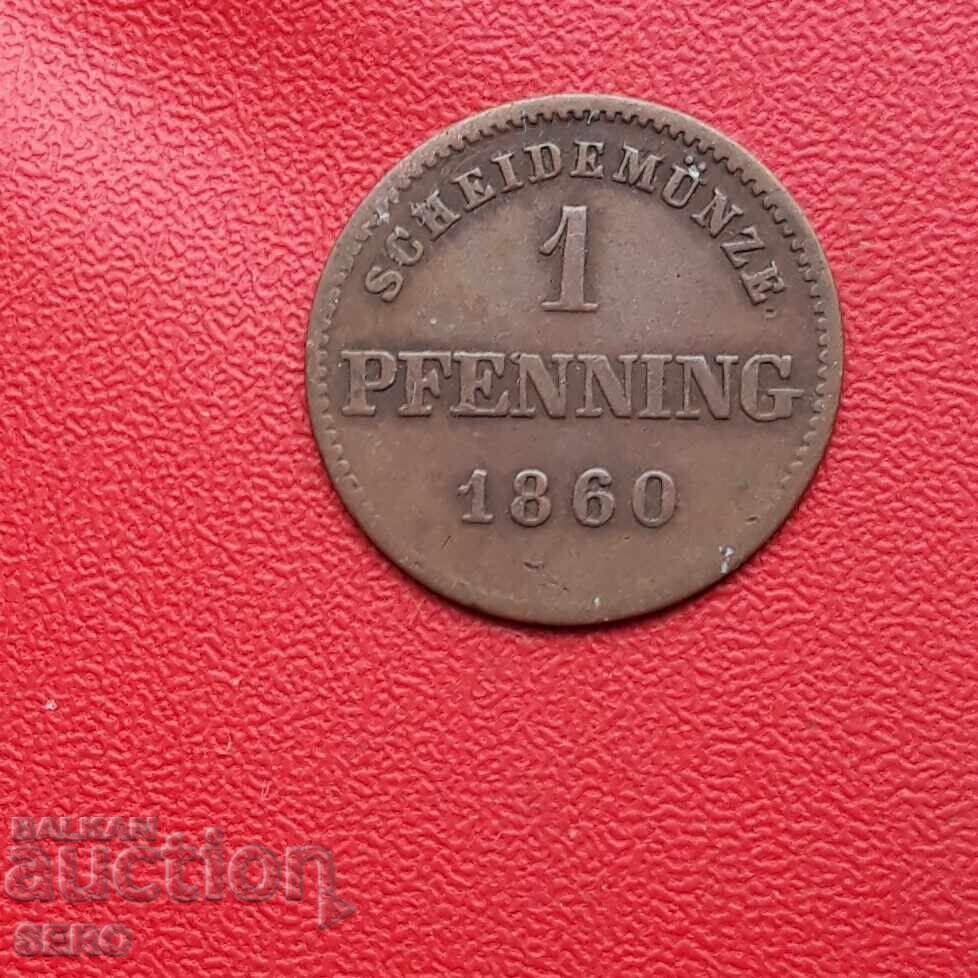 SCHEIDEMÜNZE.
1
PFENNING
1860
BALKAN
auction
SERO